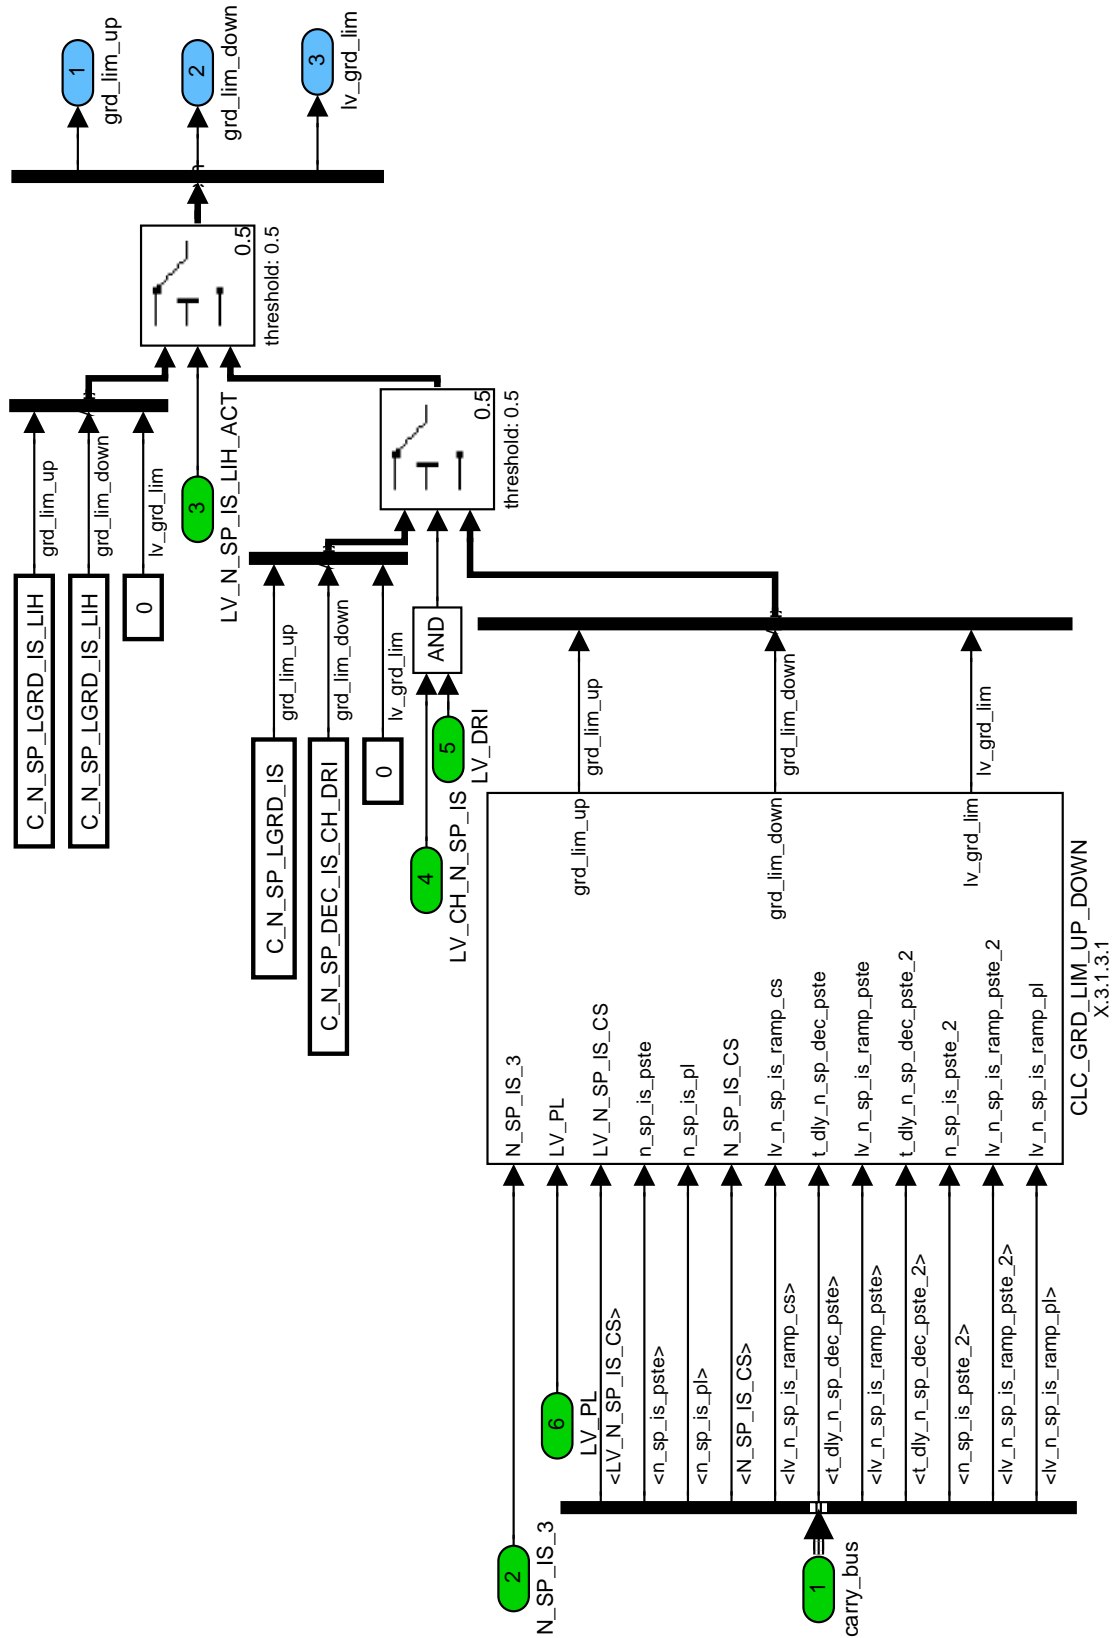 1
grd_lim_up
2
grd_lim_down
3
lv_grd_lim
0.5
threshold: 0.5
C_N_SP_LGRD_IS_LIH
grd_lim_up
C_N_SP_LGRD_IS_LIH
grd_lim_down
0
lv_grd_lim
3
LV_N_SP_IS_LIH_ACT
0.5
threshold: 0.5
C_N_SP_LGRD_IS
grd_lim_up
C_N_SP_DEC_IS_CH_DRI
grd_lim_down
0
lv_grd_lim
AND
4
LV_CH_N_SP_IS
5
LV_DRI
grd_lim_up
grd_lim_down
lv_grd_lim
grd_lim_up
grd_lim_down
lv_grd_lim
N_SP_IS_3
LV_PL
LV_N_SP_IS_CS
n_sp_is_pste
n_sp_is_pl
N_SP_IS_CS
lv_n_sp_is_ramp_cs
t_dly_n_sp_dec_pste
lv_n_sp_is_ramp_pste
t_dly_n_sp_dec_pste_2
n_sp_is_pste_2
lv_n_sp_is_ramp_pste_2
lv_n_sp_is_ramp_pl
CLC_GRD_LIM_UP_DOWN
X.3.1.3.1
2
N_SP_IS_3
6
LV_PL
<LV_N_SP_IS_CS>
<n_sp_is_pste>
<n_sp_is_pl>
<N_SP_IS_CS>
<lv_n_sp_is_ramp_cs>
<t_dly_n_sp_dec_pste>
<lv_n_sp_is_ramp_pste>
<t_dly_n_sp_dec_pste_2>
<n_sp_is_pste_2>
<lv_n_sp_is_ramp_pste_2>
<lv_n_sp_is_ramp_pl>
1
carry_bus